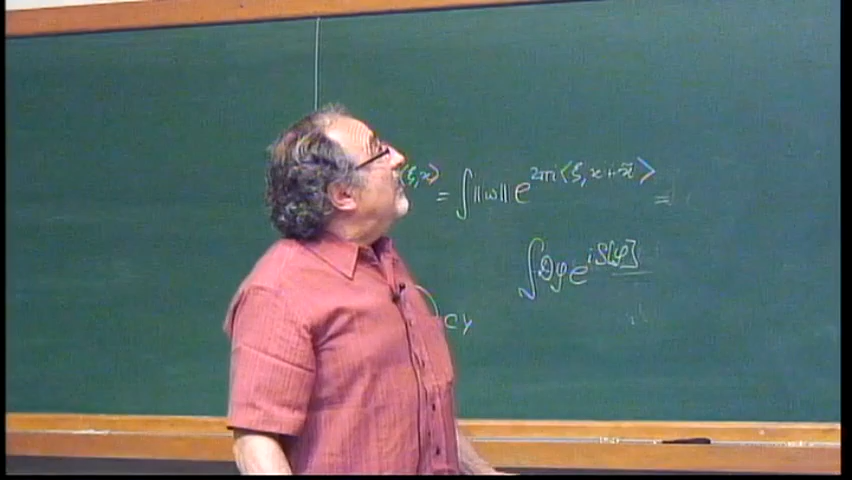 ⟨ξ,x⟩ = ∫ ||ω|| e^{2πi⟨ξ, x+x̃⟩} =
∫Dφ e^{iS[φ]}
CY